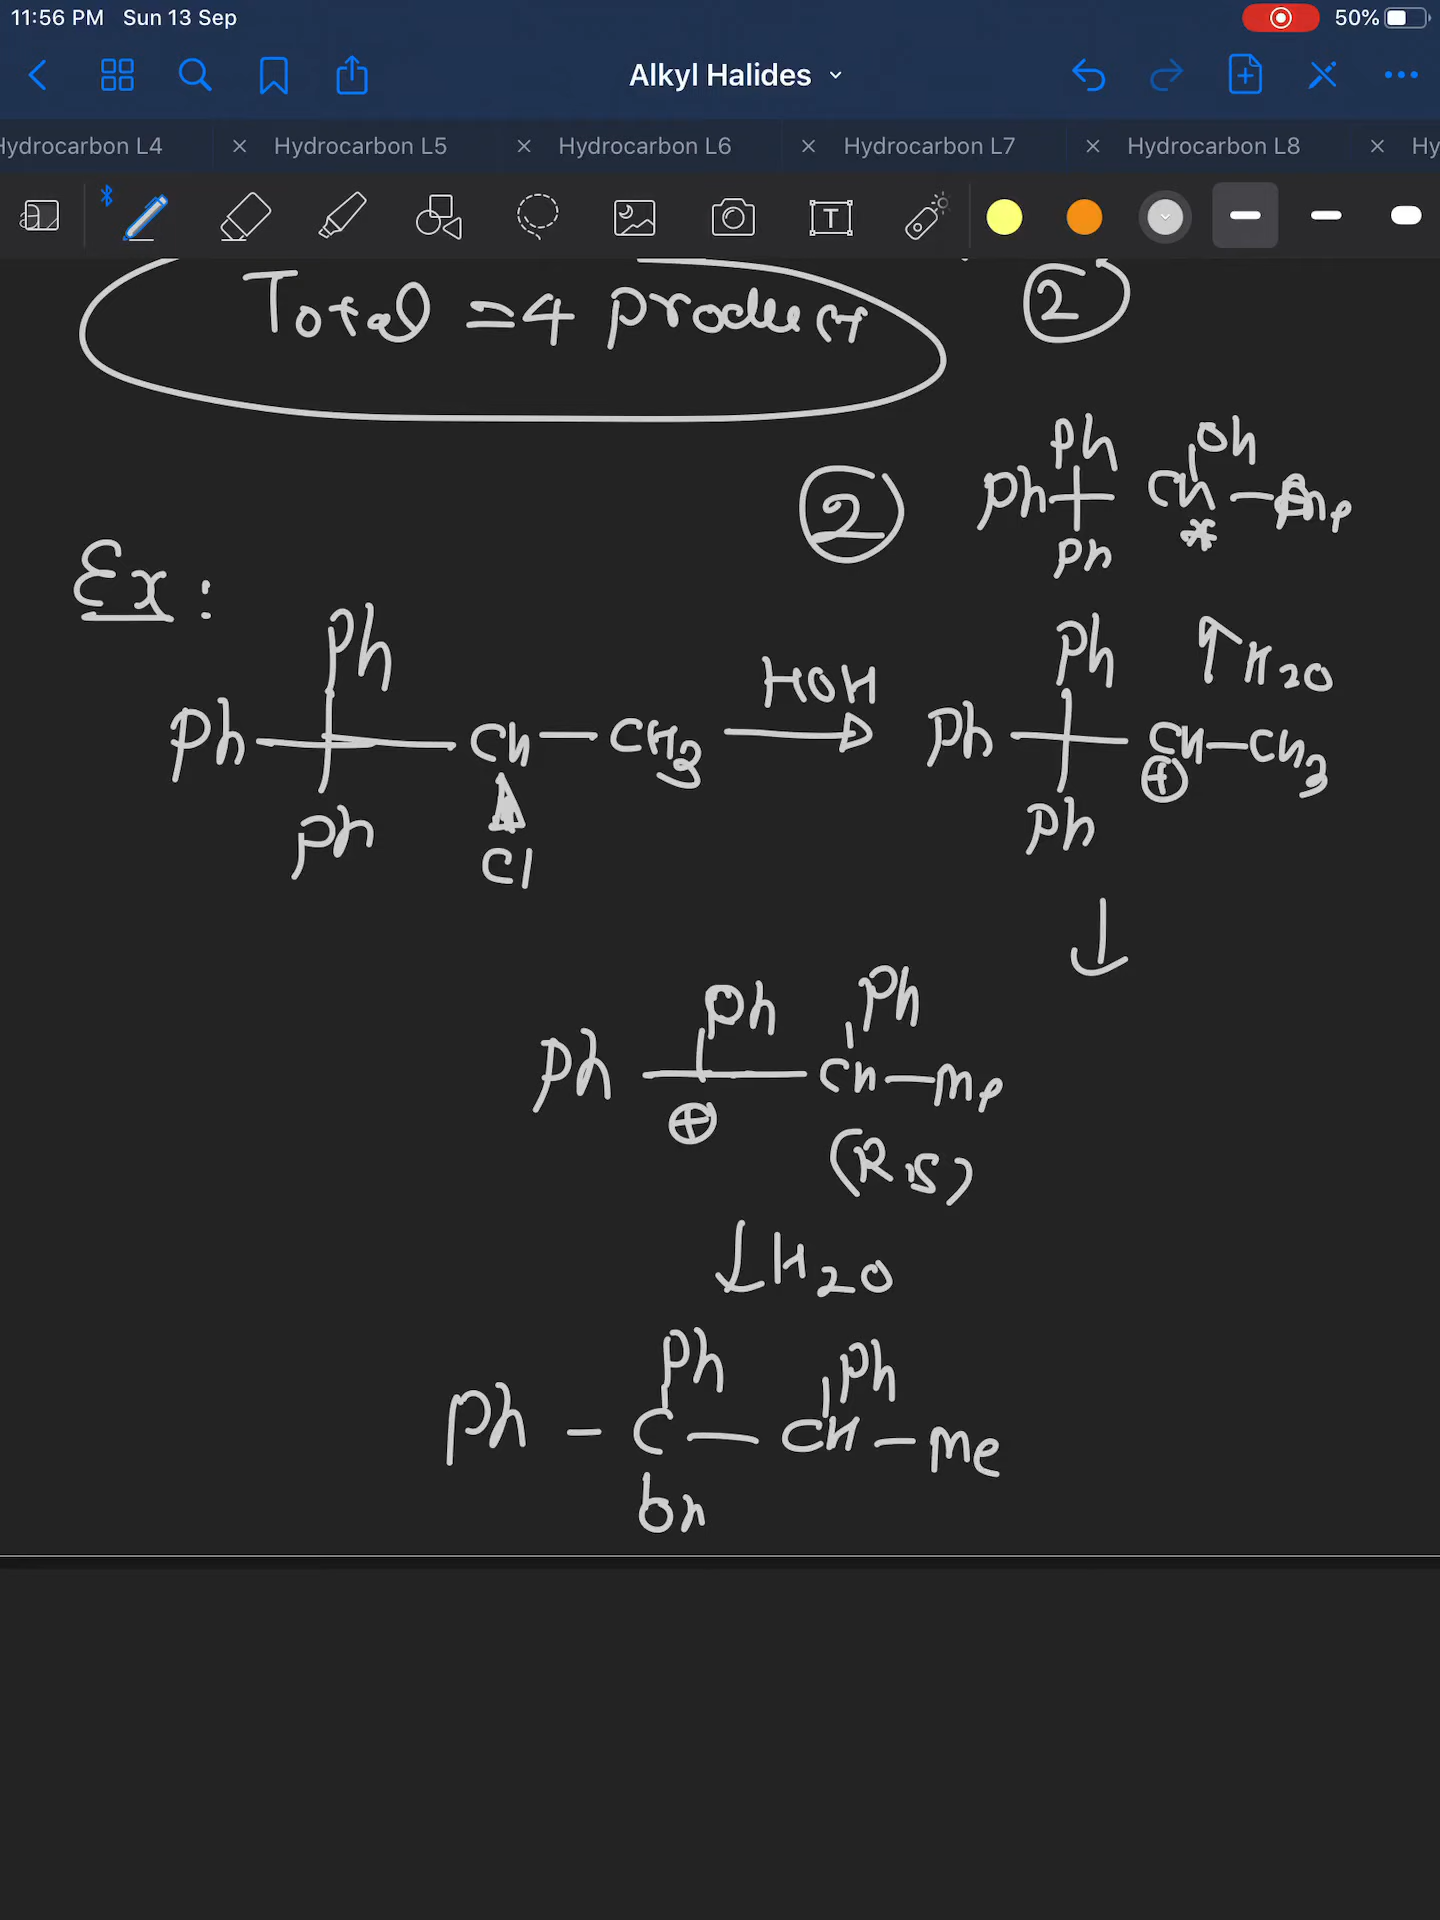 11:56 PM Sun 13 Sep
50%
Alkyl Halides
Hydrocarbon L4
Hydrocarbon L5
Hydrocarbon L6
Hydrocarbon L7
Hydrocarbon L8
Hy
T
Total = 4 product
2
2
Ph
Oh
Ph
Ch
*
Ph
Ex:
Ph
Ph
Ch — CH3
HOH
Ph
Cl
Ph
↑ H2O
Ph
Ch — CH3
⊕
Ph
↓
Ph
Ph
Ph
Ch — Me
⊕
(R,S)
↓ H2O
Ph
Ph
Ph — C — CH — Me